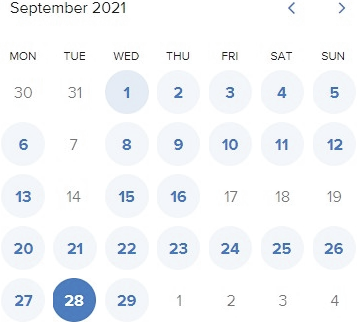 September 2021
MON TUE WED THU FRI SAT SUN
30 31 1 2 3 4 5
6 7 8 9 10 11 12
13 14 15 16 17 18 19
20 21 22 23 24 25 26
27 28 29 1 2 3 4